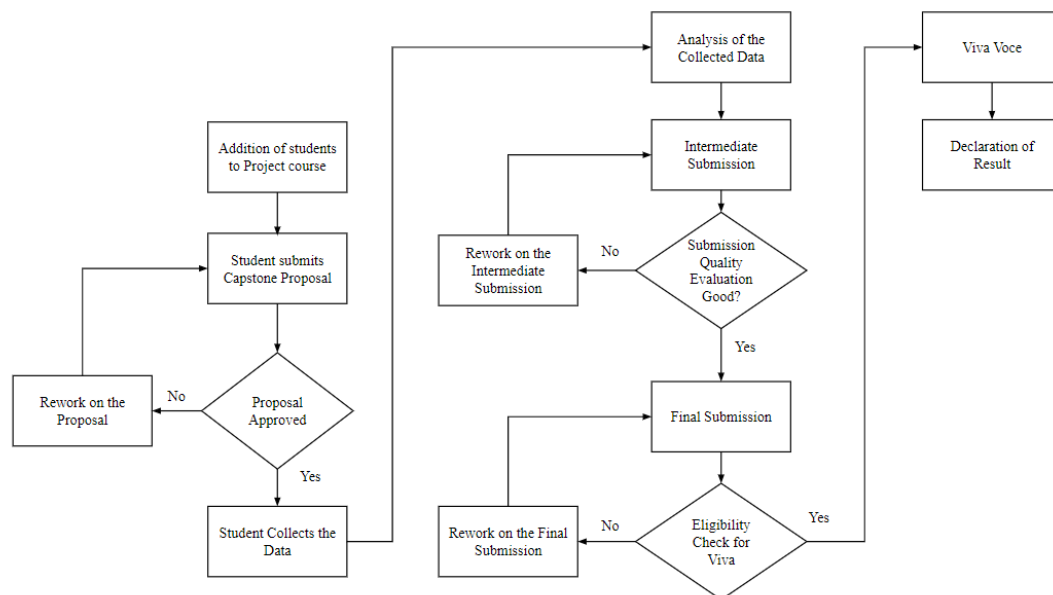 Addition of students
to Project course
Student submits
Capstone Proposal
Proposal
Approved
No
Rework on the
Proposal
Yes
Student Collects the
Data
Analysis of the
Collected Data
Intermediate
Submission
Submission
Quality
Evaluation
Good?
No
Rework on the
Intermediate
Submission
Yes
Final Submission
Eligibility
Check for
Viva
No
Rework on the Final
Submission
Yes
Viva Voce
Declaration of
Result